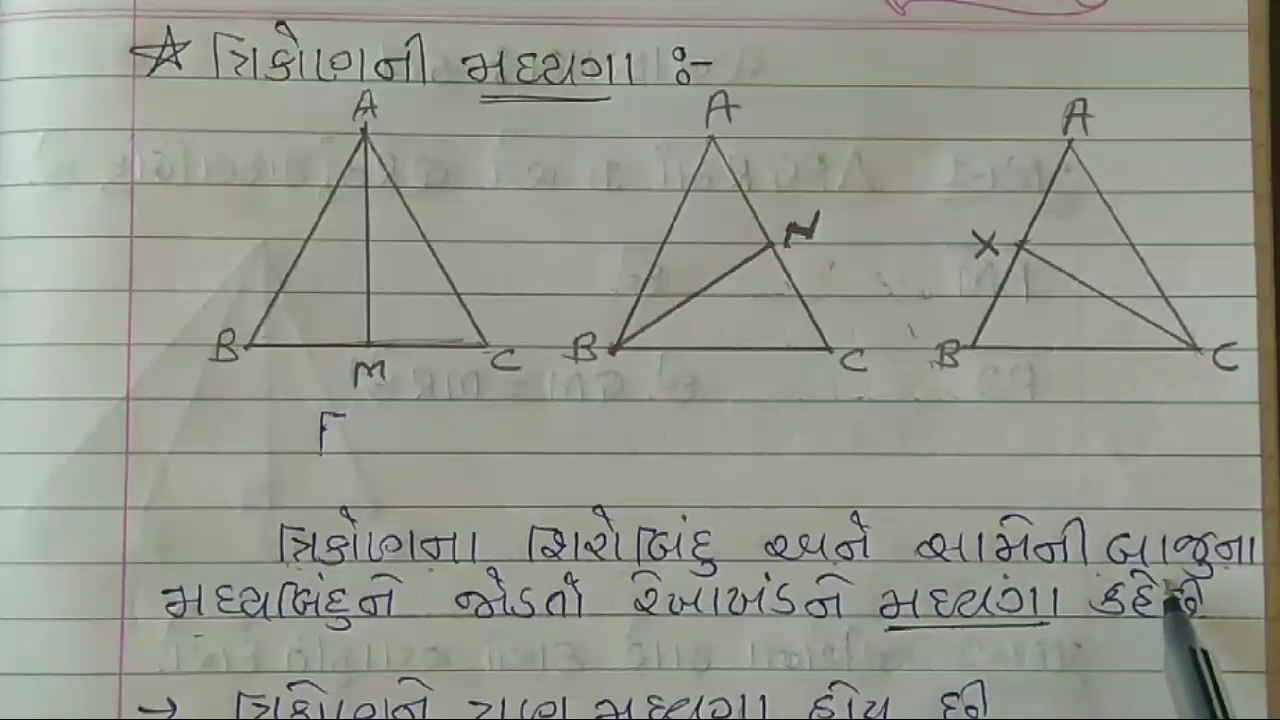 ☆ ત્રિકોણની મધ્યગા :-
A A A
N X
B M C B C B C
F
ત્રિકોણના શિરોબિંદુ અને સામેની બાજુના
મધ્યબિંદુને જોડતાં રેખાખંડને મધ્યગા કહે છે
→ ત્રિકોણને ત્રણ મધ્યગા હોય છે